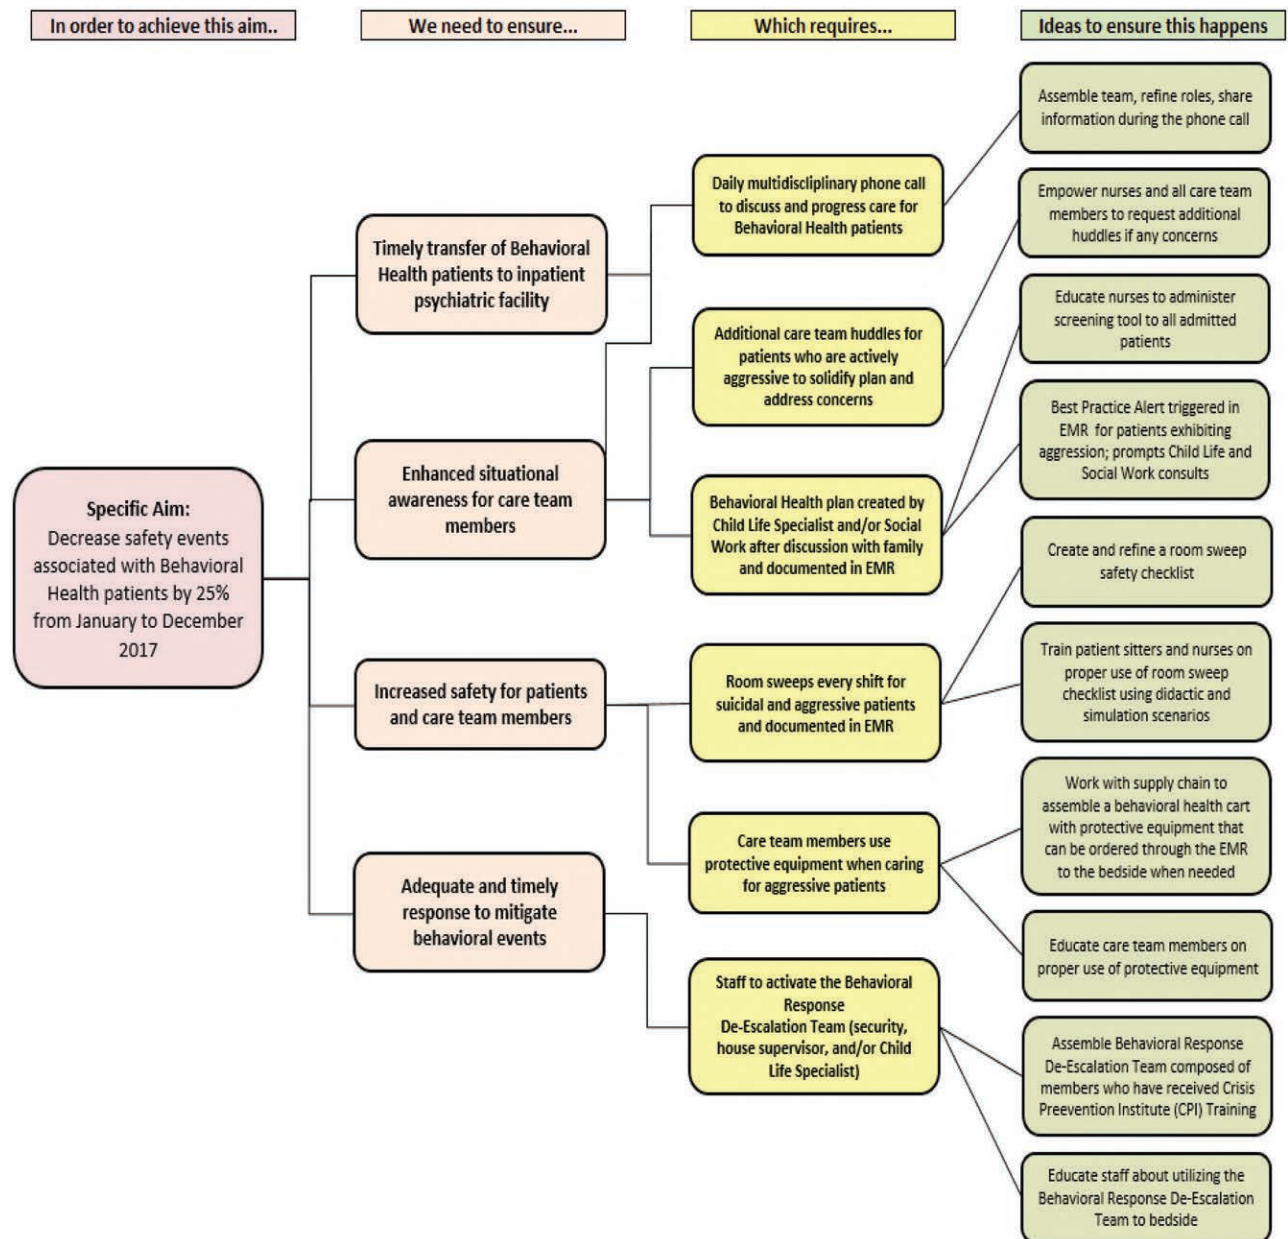 In order to achieve this aim..
We need to ensure...
Which requires...
Ideas to ensure this happens
Specific Aim:
Decrease safety events
associated with Behavioral
Health patients by 25%
from January to December
2017
Timely transfer of Behavioral
Health patients to inpatient
psychiatric facility
Enhanced situational
awareness for care team
members
Increased safety for patients
and care team members
Adequate and timely
response to mitigate
behavioral events
Daily multidiscliplinary phone call
to discuss and progress care for
Behavioral Health patients
Additional care team huddles for
patients who are actively
aggressive to solidify plan and
address concerns
Behavioral Health plan created by
Child Life Specialist and/or Social
Work after discussion with family
and documented in EMR
Room sweeps every shift for
suicidal and aggressive patients
and documented in EMR
Care team members use
protective equipment when caring
for aggressive patients
Staff to activate the Behavioral
Response
De-Escalation Team (security,
house supervisor, and/or Child
Life Specialist)
Assemble team, refine roles, share
information during the phone call
Empower nurses and all care team
members to request additional
huddles if any concerns
Educate nurses to administer
screening tool to all admitted
patients
Best Practice Alert triggered in
EMR for patients exhibiting
aggression; prompts Child Life and
Social Work consults
Create and refine a room sweep
safety checklist
Train patient sitters and nurses on
proper use of room sweep
checklist using didactic and
simulation scenarios
Work with supply chain to
assemble a behavioral health cart
with protective equipment that
can be ordered through the EMR
to the bedside when needed
Educate care team members on
proper use of protective equipment
Assemble Behavioral Response
De-Escalation Team composed of
members who have received Crisis
Preevention Institute (CPI) Training
Educate staff about utilizing the
Behavioral Response De-Escalation
Team to bedside